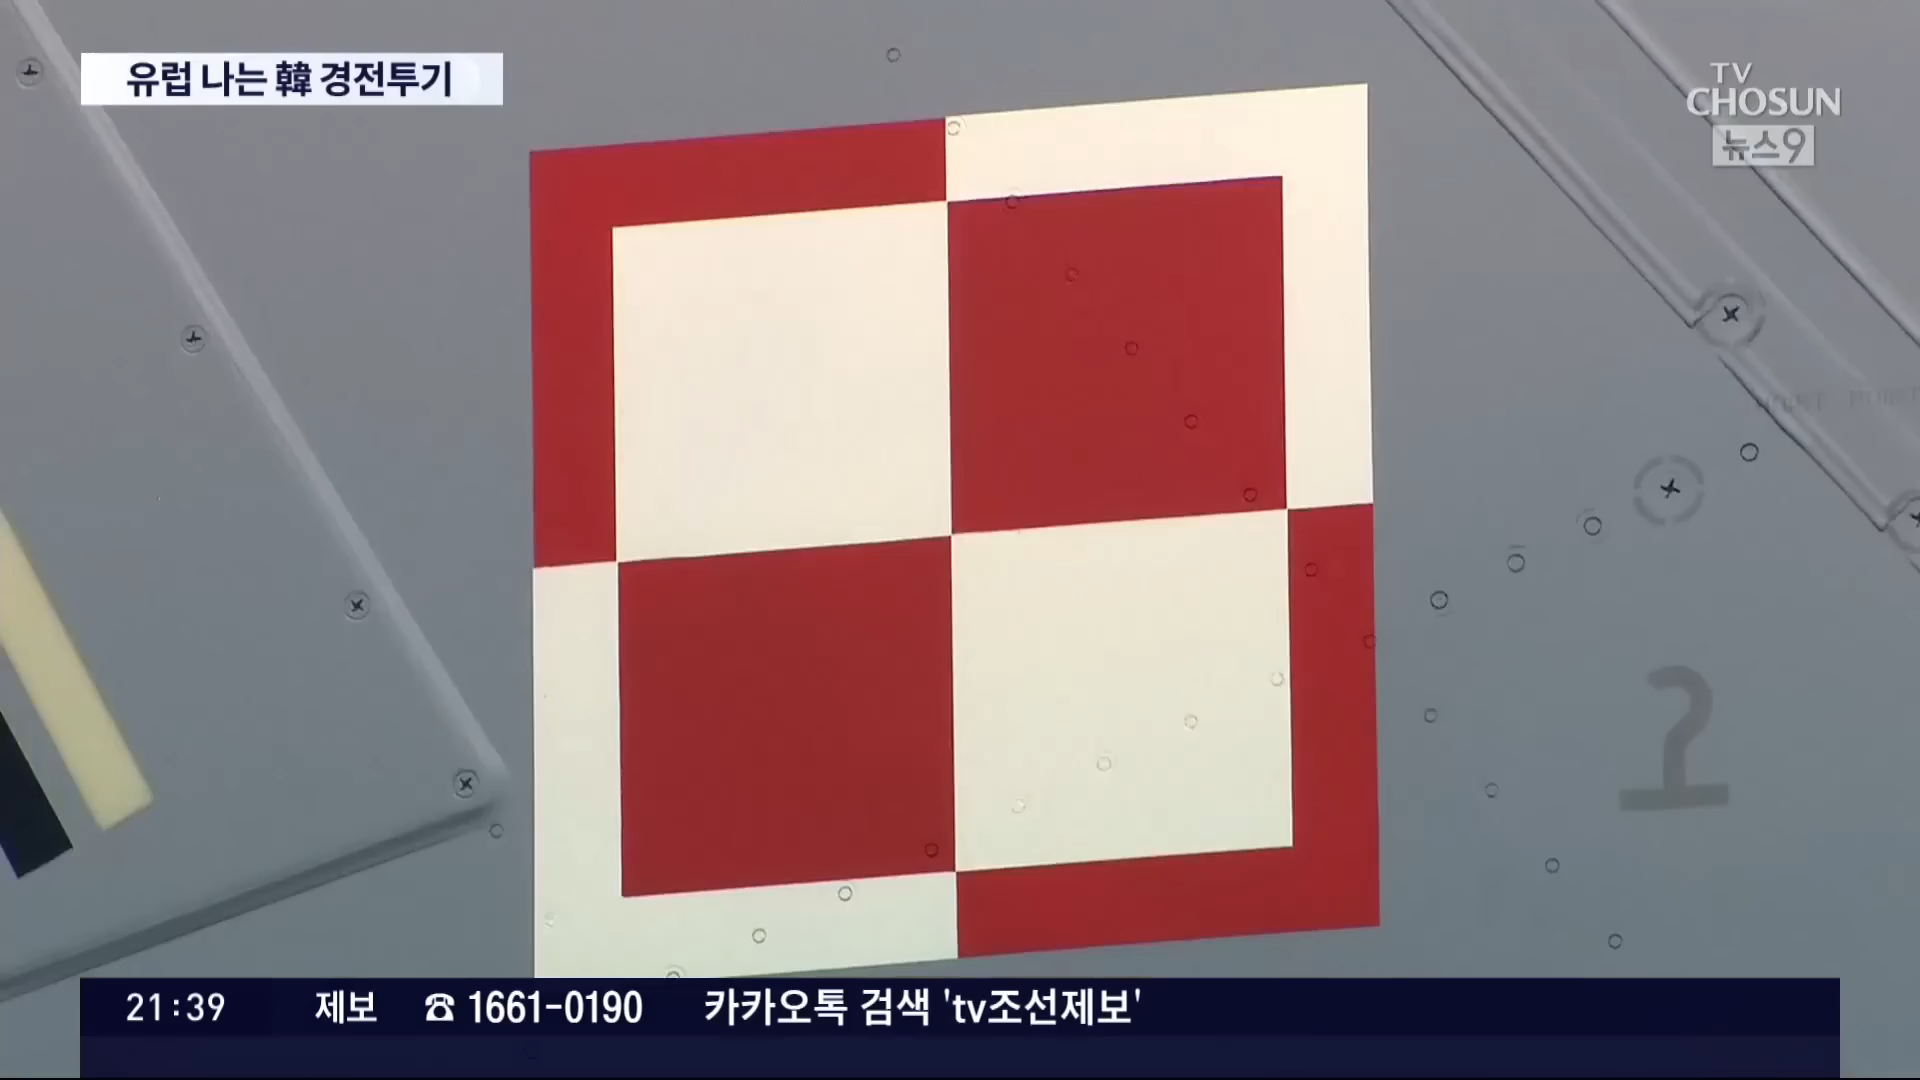 유럽 나는 韓 경전투기
TV
CHOSUN
뉴스9
2
21:39 제보 ☎ 1661-0190 카카오톡 검색 'tv조선제보'